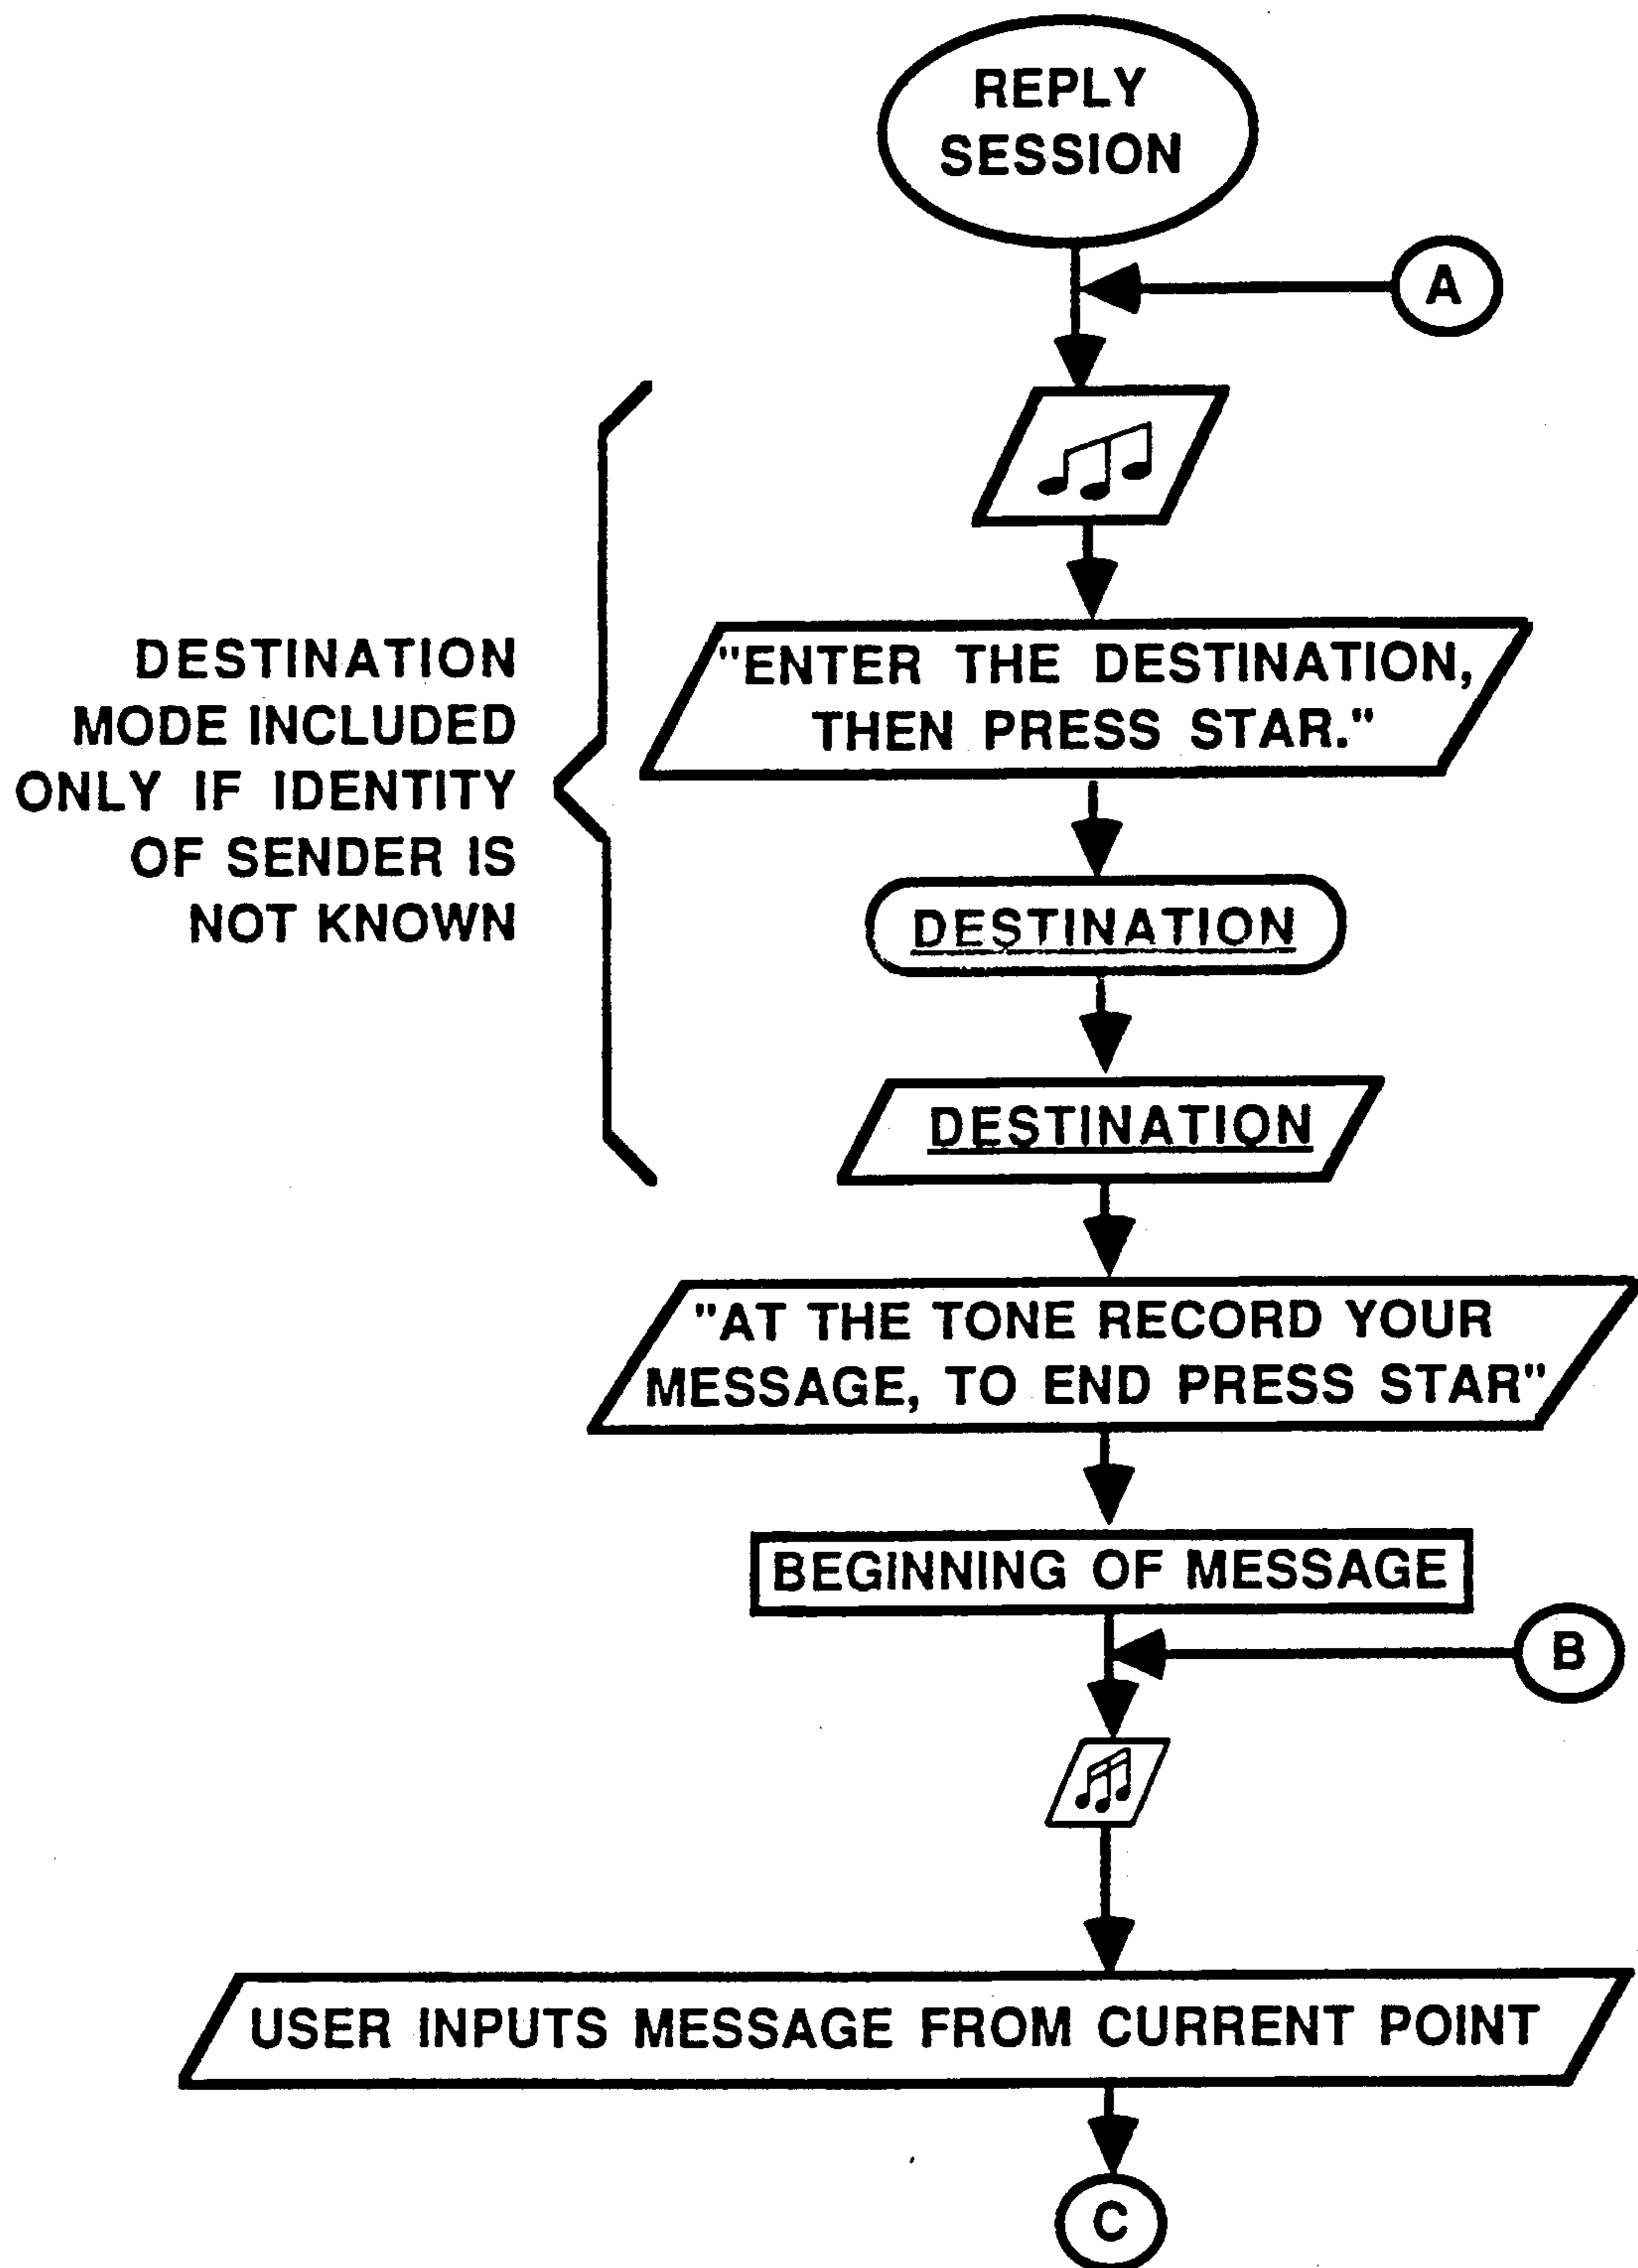 REPLY
SESSION
A
"ENTER THE DESTINATION,
THEN PRESS STAR."
DESTINATION
MODE INCLUDED
ONLY IF IDENTITY
OF SENDER IS
NOT KNOWN
DESTINATION
DESTINATION
"AT THE TONE RECORD YOUR
MESSAGE, TO END PRESS STAR"
BEGINNING OF MESSAGE
B
USER INPUTS MESSAGE FROM CURRENT POINT
C